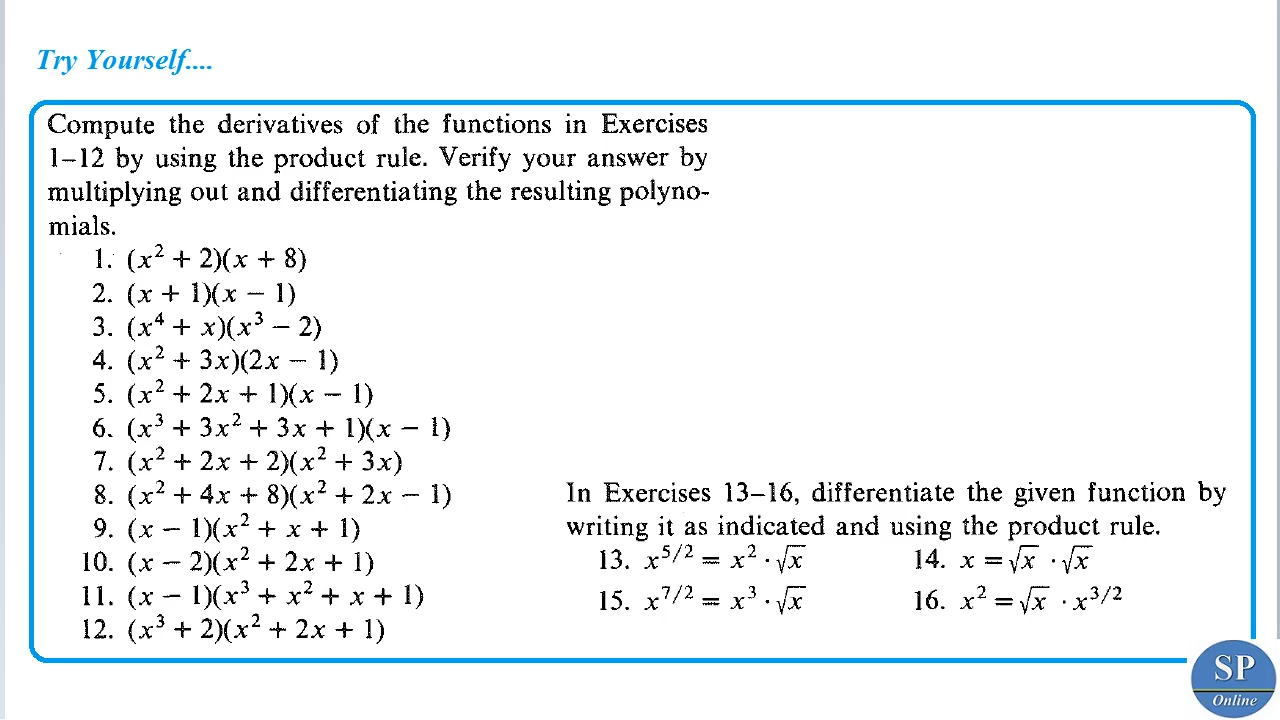 Try Yourself....
Compute the derivatives of the functions in Exercises
1–12 by using the product rule. Verify your answer by
multiplying out and differentiating the resulting polyno-
mials.
1. (x² + 2)(x + 8)
2. (x + 1)(x − 1)
3. (x⁴ + x)(x³ − 2)
4. (x² + 3x)(2x − 1)
5. (x² + 2x + 1)(x − 1)
6. (x³ + 3x² + 3x + 1)(x − 1)
7. (x² + 2x + 2)(x² + 3x)
8. (x² + 4x + 8)(x² + 2x − 1)
9. (x − 1)(x² + x + 1)
10. (x − 2)(x² + 2x + 1)
11. (x − 1)(x³ + x² + x + 1)
12. (x³ + 2)(x² + 2x + 1)
In Exercises 13–16, differentiate the given function by
writing it as indicated and using the product rule.
13. x^5/2 = x² · √x 14. x = √x · √x
15. x^7/2 = x³ · √x 16. x² = √x · x^3/2
SP
Online